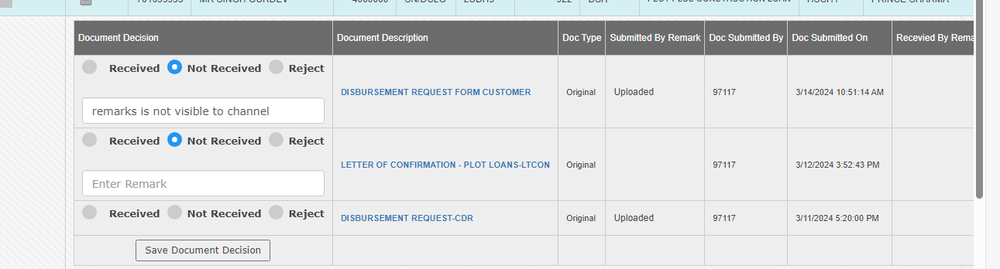 Document Decision Document Description Doc Type Submitted By Remark Doc Submitted By Doc Submitted On Recevied By Rema
Received Not Received Reject
remarks is not visible to channel
DISBURSEMENT REQUEST FORM CUSTOMER Original Uploaded 97117 3/14/2024 10:51:14 AM
Received Not Received Reject
Enter Remark
LETTER OF CONFIRMATION - PLOT LOANS-LTCON Original 97117 3/12/2024 3:52:43 PM
Received Not Received Reject
DISBURSEMENT REQUEST-CDR Original Uploaded 97117 3/11/2024 5:20:00 PM
Save Document Decision